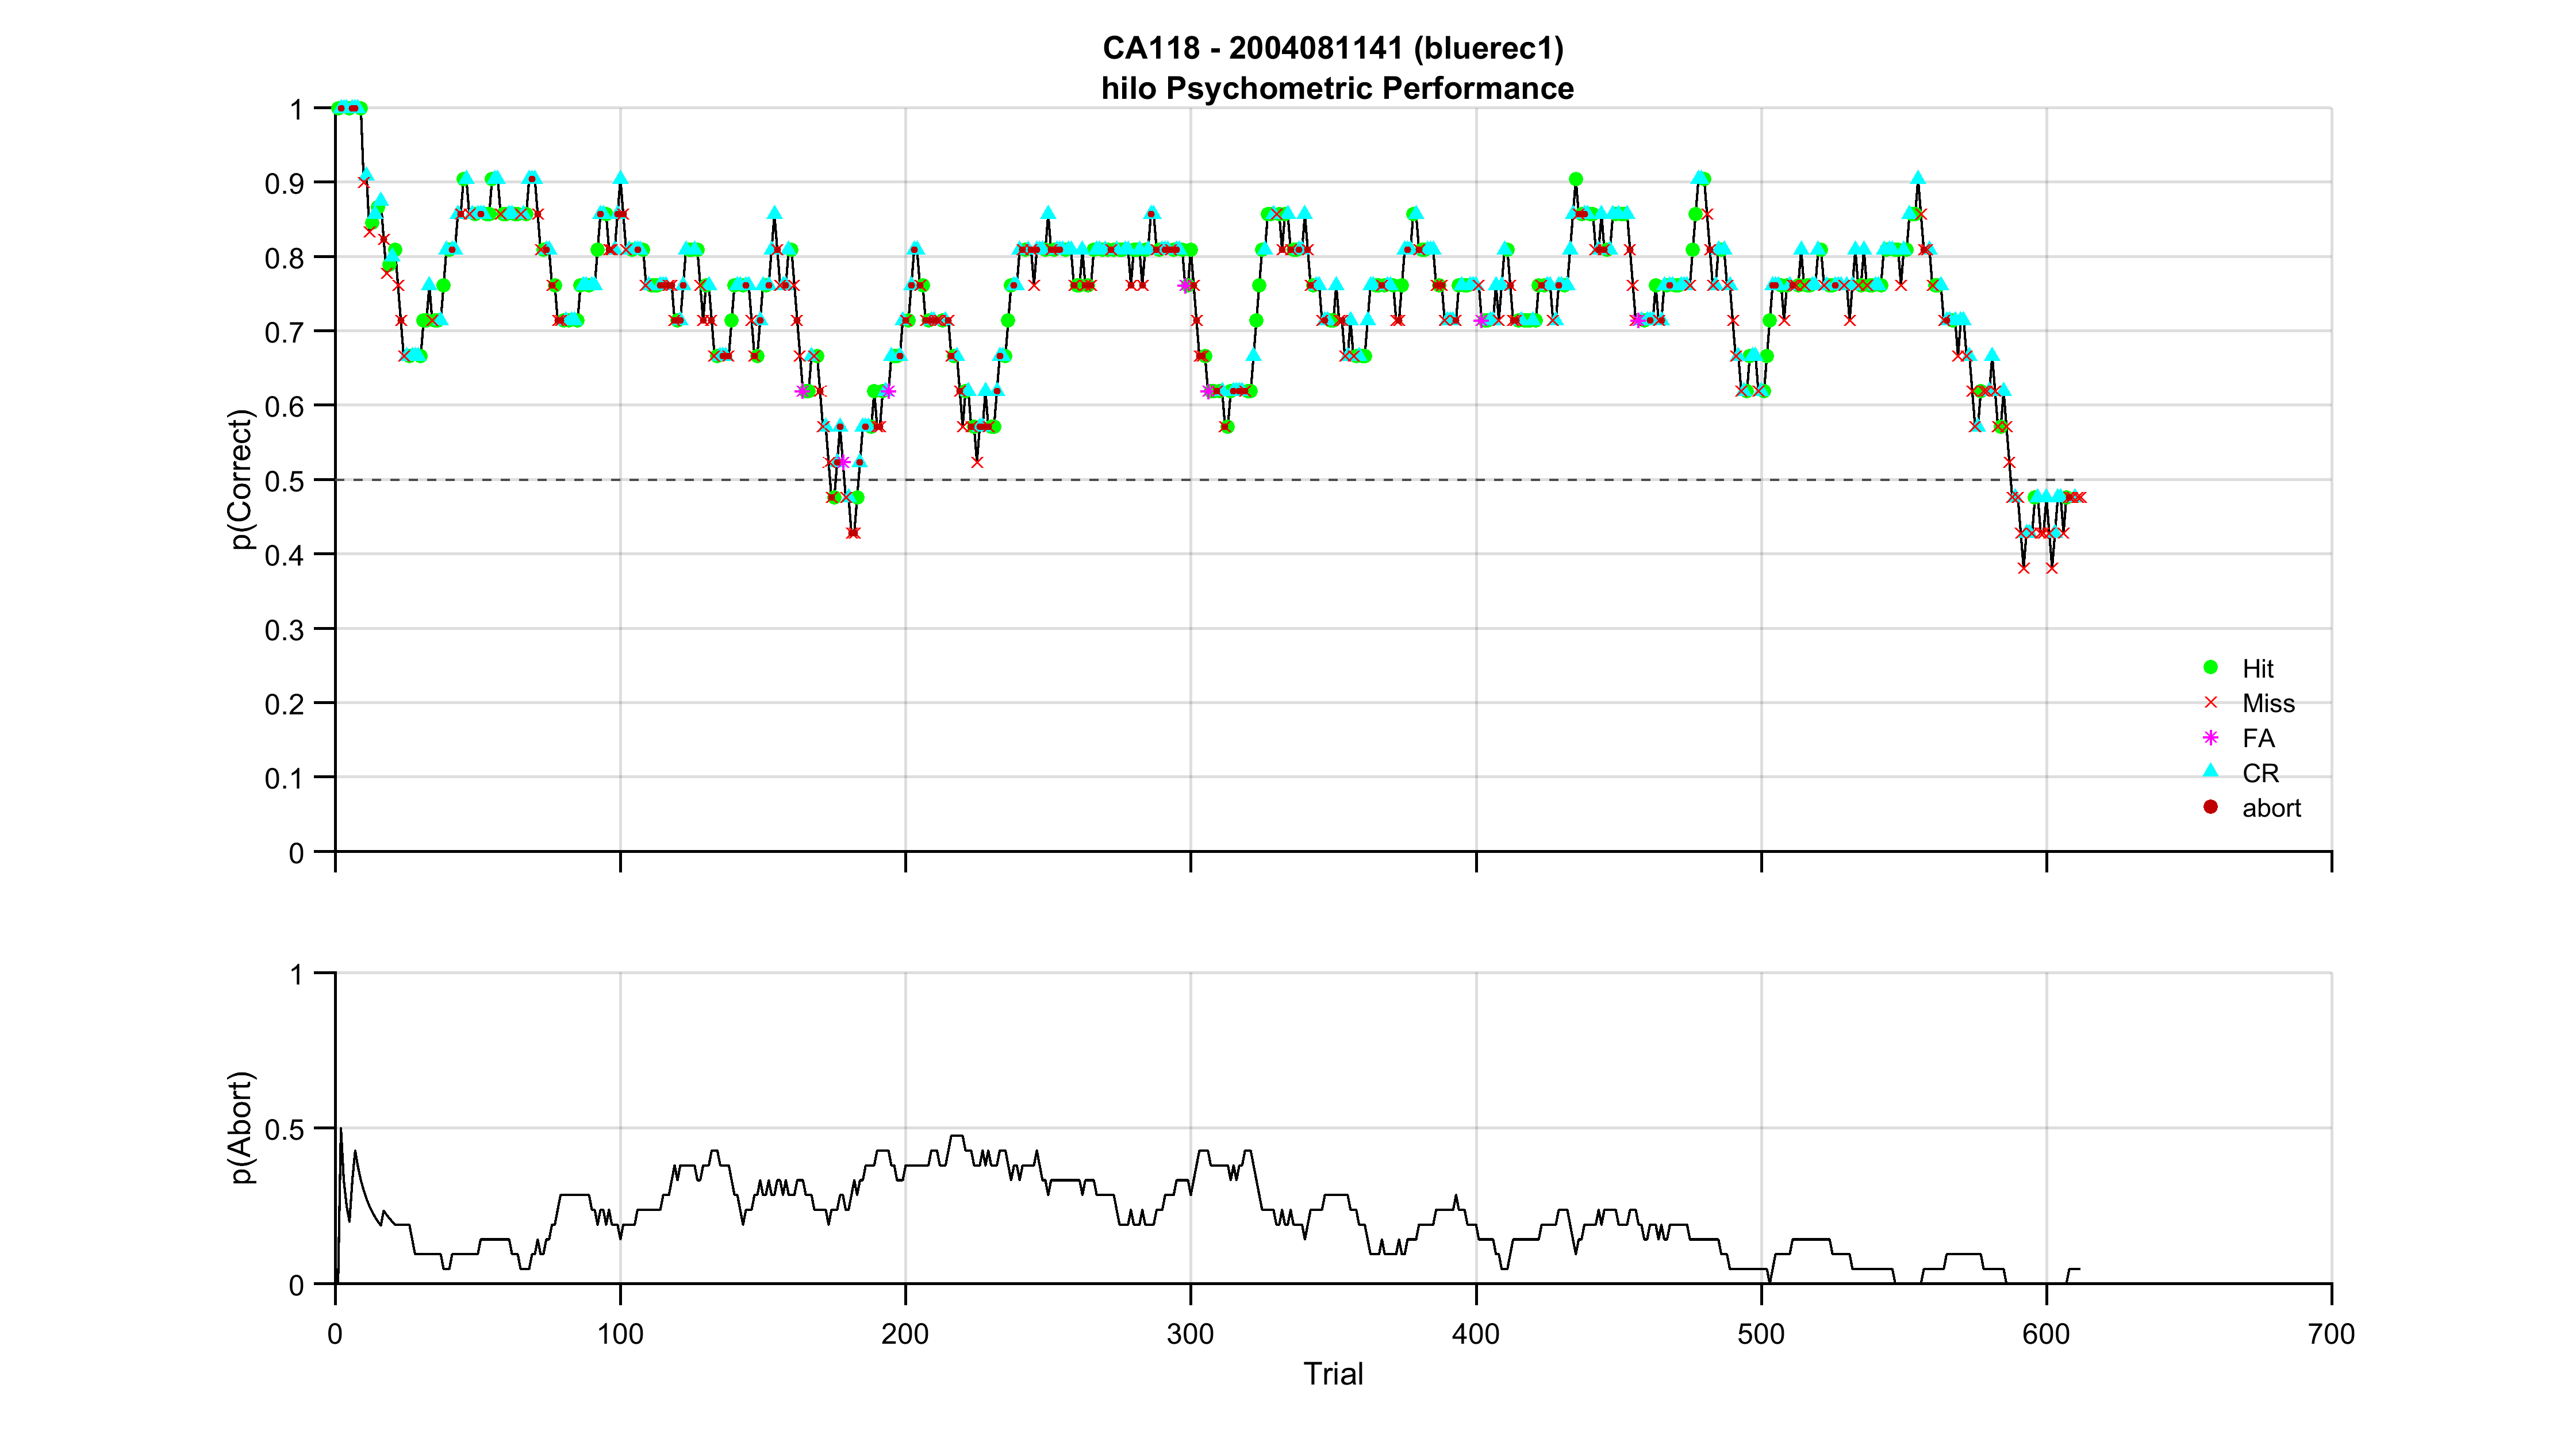 CA118 - 2004081141 (bluerec1)
hilo Psychometric Performance
p(Correct)
1
0.9
0.8
0.7
0.6
0.5
0.4
0.3
0.2
0.1
0
Hit
Miss
FA
CR
abort
p(Abort)
1
0.5
0
0 100 200 300 400 500 600 700
Trial